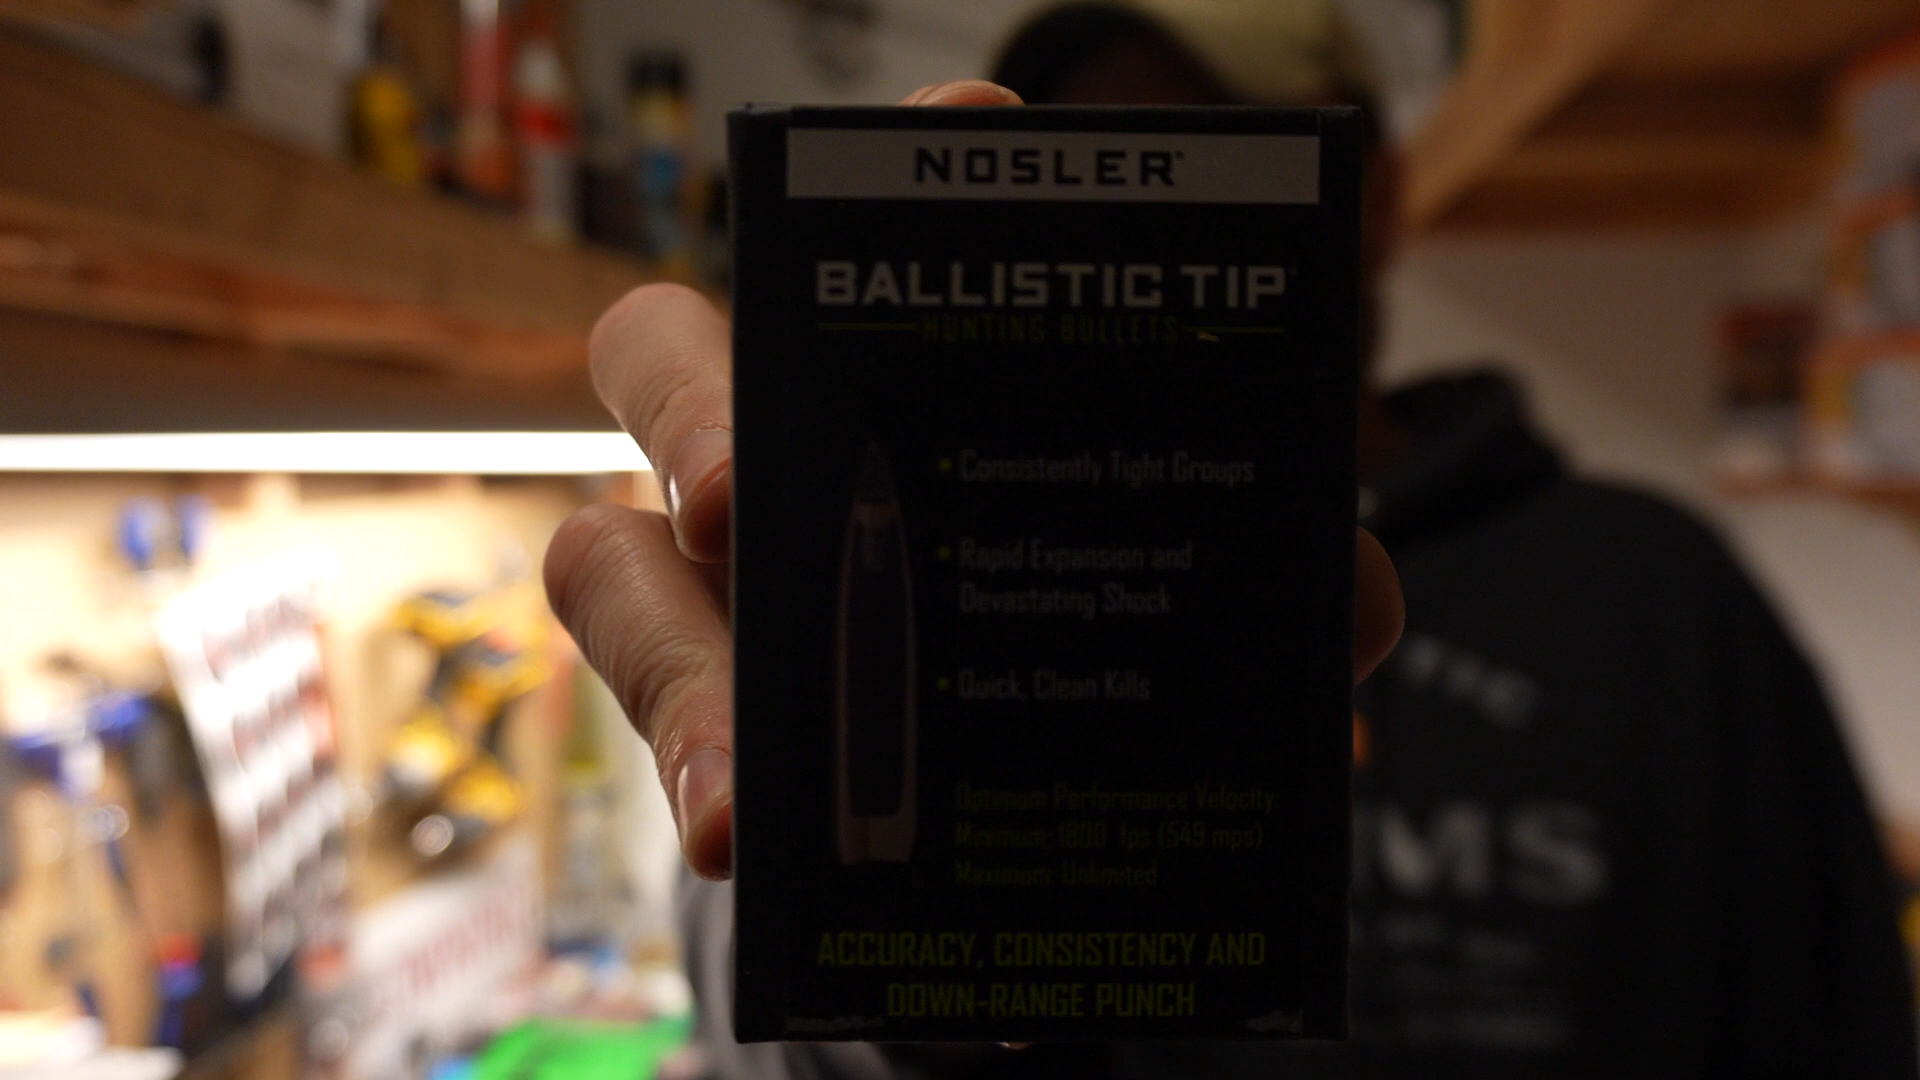 NOSLER®
BALLISTIC TIP®
HUNTING BULLETS
• Consistently Tight Groups
• Rapid Expansion and
Devastating Shock
• Quick, Clean Kills
Optimum Performance Velocity:
Minimum: 1800 fps (549 mps)
Maximum: Unlimited
ACCURACY, CONSISTENCY AND
DOWN-RANGE PUNCH
MS